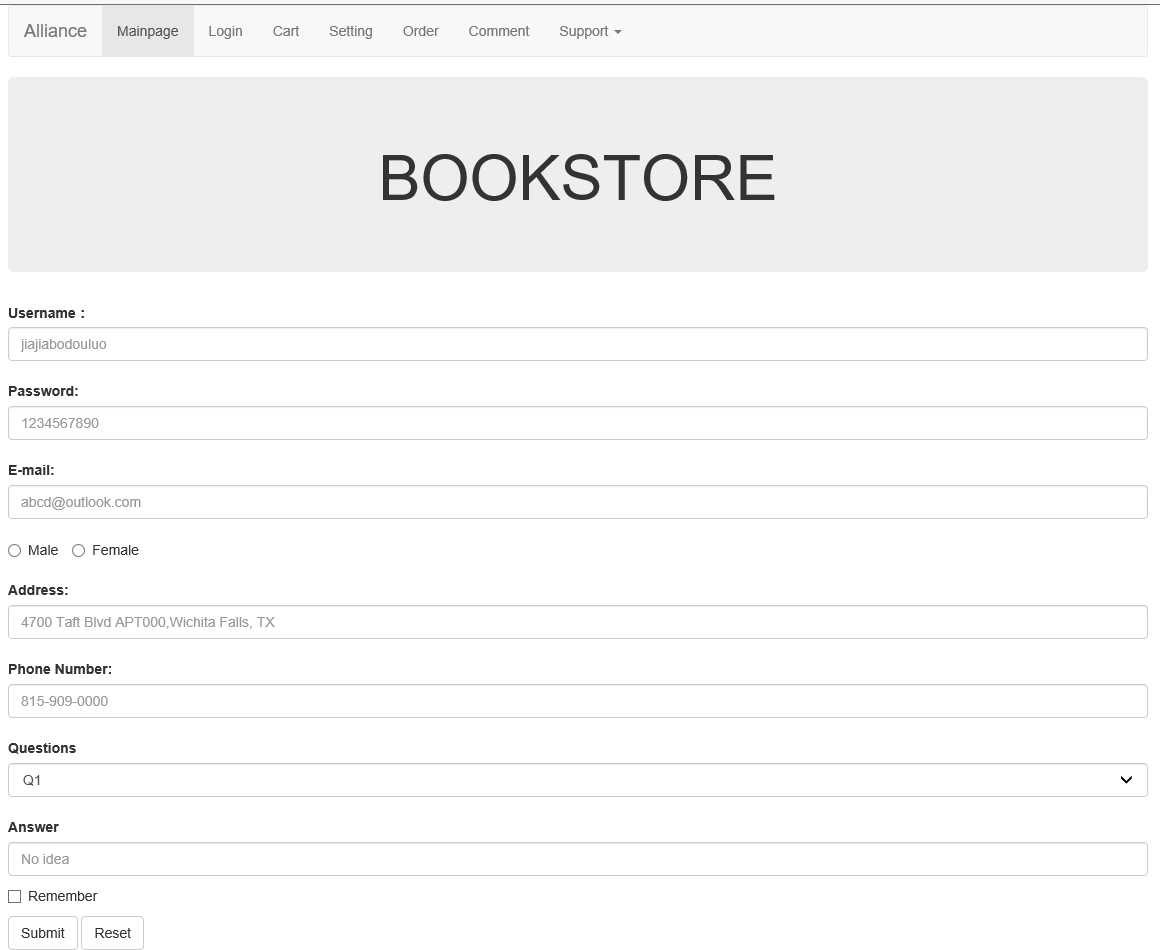 Alliance Mainpage Login Cart Setting Order Comment Support
BOOKSTORE
Username :
jiajiabodouluo
Password:
1234567890
E-mail:
abcd@outlook.com
Male Female
Address:
4700 Taft Blvd APT000,Wichita Falls, TX
Phone Number:
815-909-0000
Questions
Q1
Answer
No idea
Remember
Submit Reset